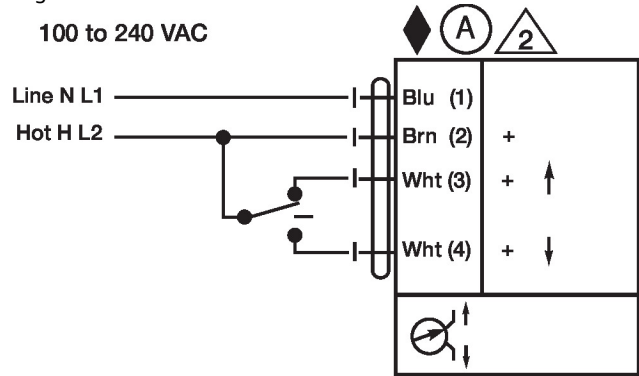 100 to 240 VAC
A
2
Line N L1
Blu (1)
Hot H L2
Brn (2) +
Wht (3) +
Wht (4) +